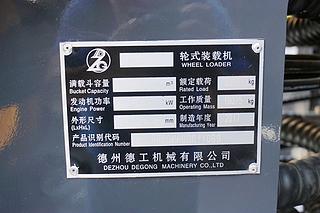 轮式装载机
WHEEL LOADER
满载斗容量 m³ 额定载荷 kg
Bucket Capacity Rated Load
发动机功率 kW 工作质量 kg
Engine Power Operating Mass
外形尺寸 mm 制造年度
(LxHxL) Manufacturing Year
产品识别代码
Product Identification Number
德州德工机械有限公司
DEZHOU DEGONG MACHINERY CO.,LTD